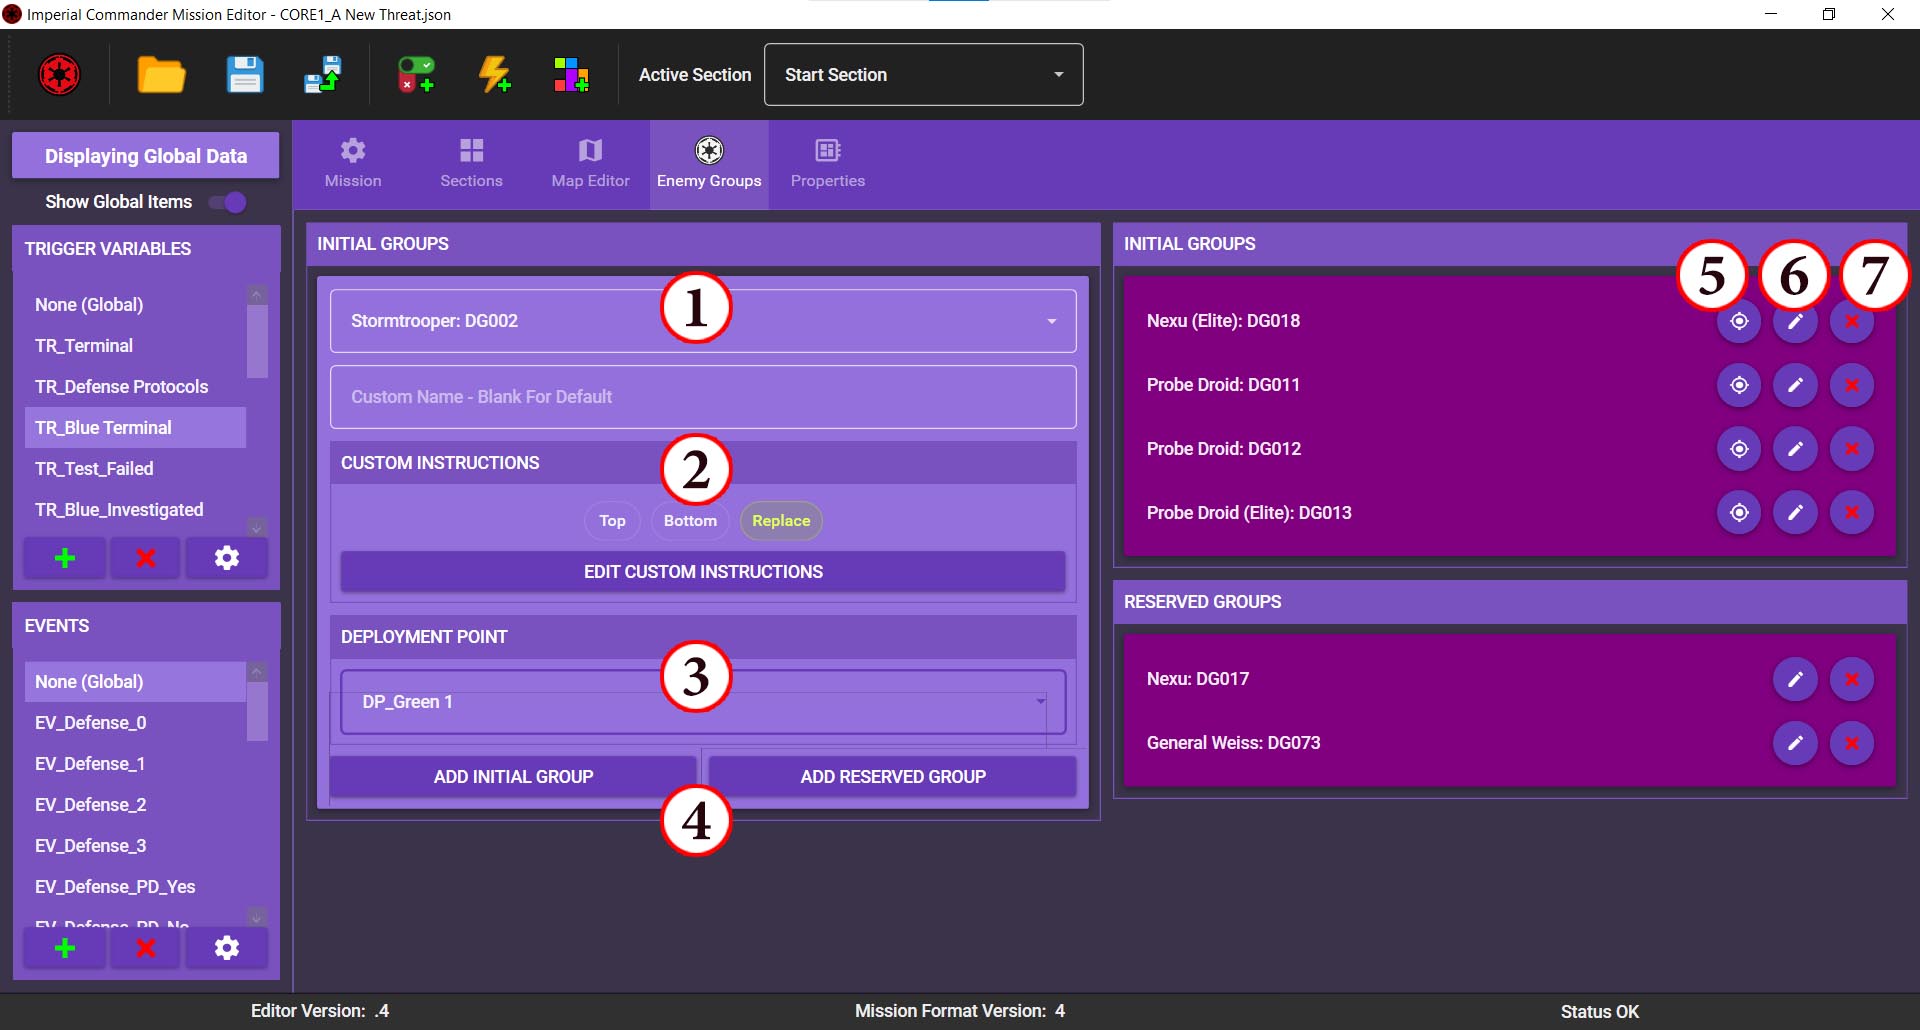 Imperial Commander Mission Editor - CORE1_A New Threat.json
Active Section
Start Section
Displaying Global Data
Show Global Items
TRIGGER VARIABLES
None (Global)
TR_Terminal
TR_Defense Protocols
TR_Blue Terminal
TR_Test_Failed
TR_Blue_Investigated
EVENTS
None (Global)
EV_Defense_0
EV_Defense_1
EV_Defense_2
EV_Defense_3
EV_Defense_PD_Yes
EV_Defense_PD_No
Mission
Sections
Map Editor
Enemy Groups
Properties
INITIAL GROUPS
1
Stormtrooper: DG002
Custom Name - Blank For Default
2
CUSTOM INSTRUCTIONS
Top
Bottom
Replace
EDIT CUSTOM INSTRUCTIONS
DEPLOYMENT POINT
3
DP_Green 1
ADD INITIAL GROUP
ADD RESERVED GROUP
4
INITIAL GROUPS
5
6
7
Nexu (Elite): DG018
Probe Droid: DG011
Probe Droid: DG012
Probe Droid (Elite): DG013
RESERVED GROUPS
Nexu: DG017
General Weiss: DG073
Editor Version: .4
Mission Format Version: 4
Status OK